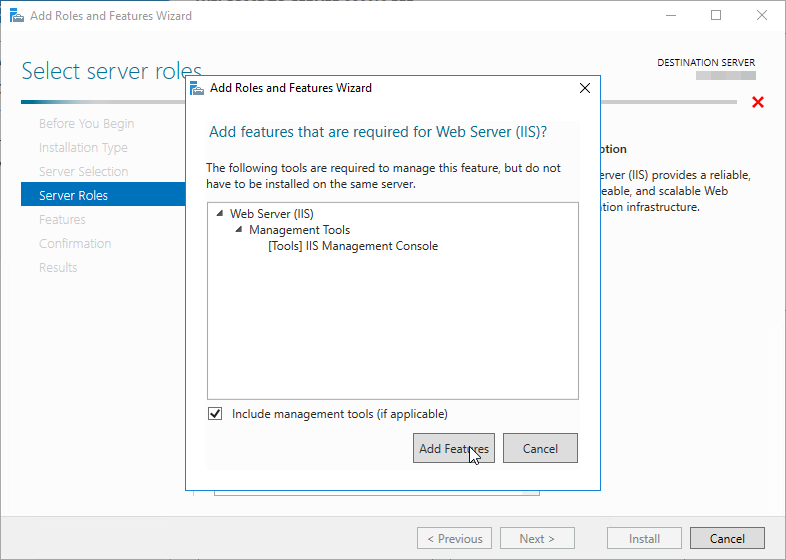 Add Roles and Features Wizard
Select server roles
DESTINATION SERVER
Before You Begin
Installation Type
Server Selection
Server Roles
Features
Confirmation
Results
Add Roles and Features Wizard
Add features that are required for Web Server (IIS)?
The following tools are required to manage this feature, but do not
have to be installed on the same server.
Web Server (IIS)
Management Tools
[Tools] IIS Management Console
Include management tools (if applicable)
Add Features
Cancel
(IIS) provides a reliable,
and scalable Web
infrastructure.
< Previous
Next >
Install
Cancel